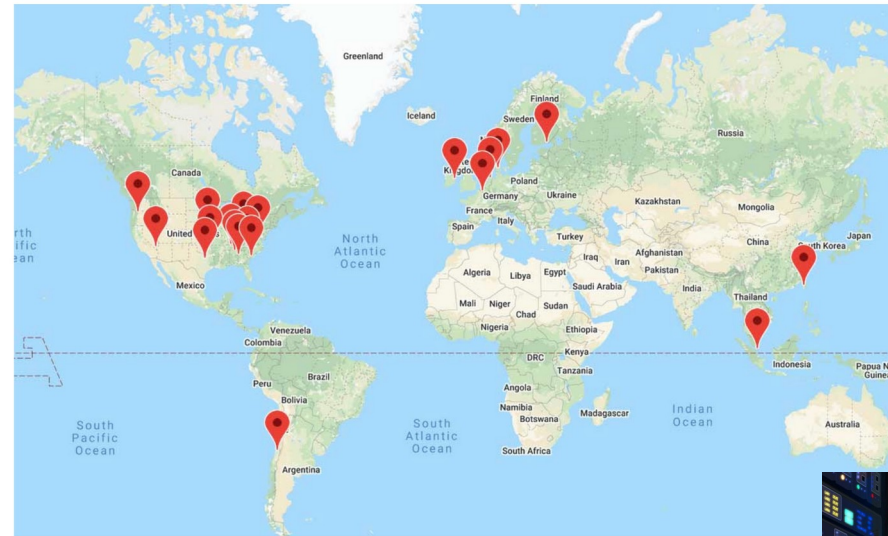 Greenland
Iceland
Finland
Sweden
Russia
Canada
Poland
Germany
Ukraine
Kazakhstan
Mongolia
France
Italy
Spain
Turkey
China
South Korea
Japan
United
North
Atlantic
Ocean
Iraq
Iran
Afghanistan
Pakistan
Algeria
Libya
Egypt
Saudi Arabia
India
Mexico
Mali
Niger
Chad
Sudan
Thailand
Nigeria
Ethiopia
Venezuela
Colombia
DRC
Kenya
Tanzania
Indonesia
Papua N
Guine
Peru
Brazil
Angola
Bolivia
Namibia
Botswana
Madagascar
Indian
Ocean
South
Pacific
Ocean
South
Atlantic
Ocean
Australia
South Africa
Argentina